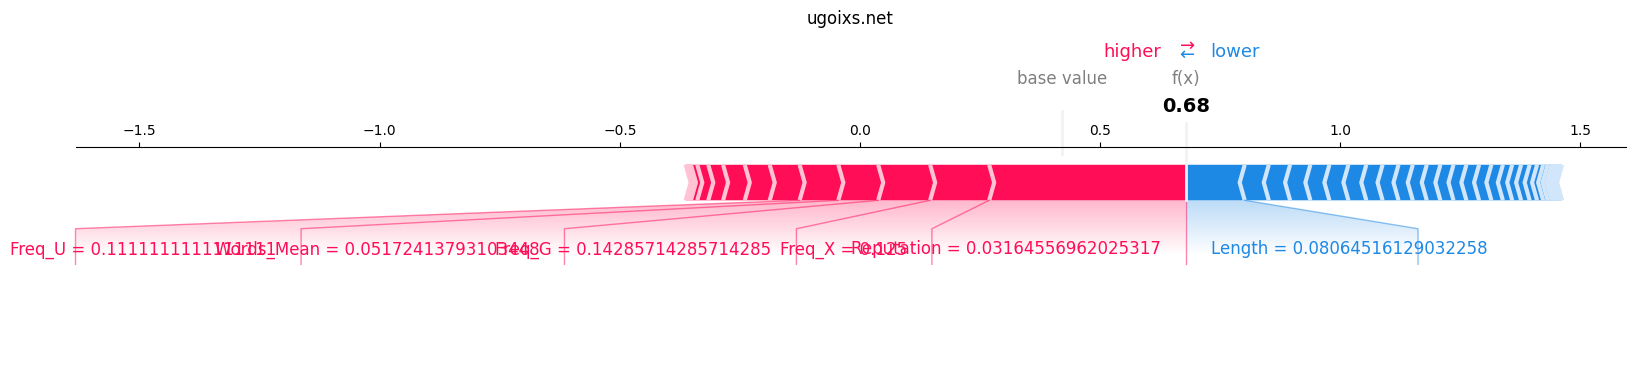 ugoixs.net
higher ⇄ lower
base value f(x)
0.68
−1.5 −1.0 −0.5 0.0 0.5 1.0 1.5
Freq_U = 0.1111111111111111 Words_Mean = 0.05172413793103448 Freq_G = 0.14285714285714285 Freq_X = 0.125 Reputation = 0.03164556962025317 Length = 0.08064516129032258